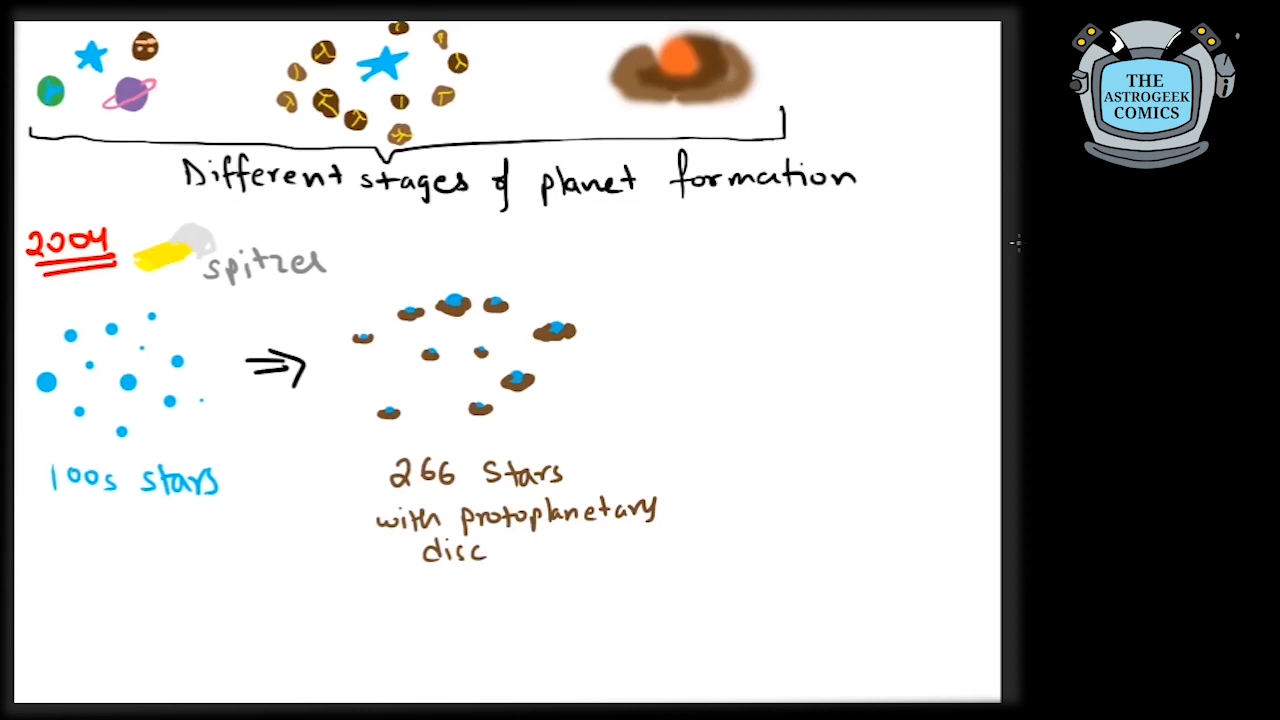 THE
ASTROGEEK
COMICS
Different stages of planet formation
2004
spitzer
100s stars
266 stars
with protoplanetary
disc